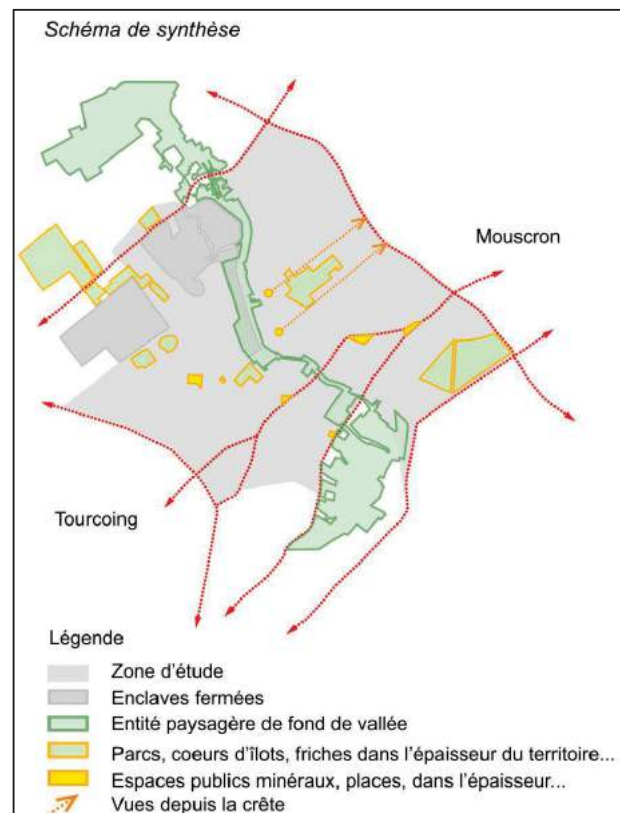 Schéma de synthèse
Mouscron
Tourcoing
Légende
Zone d'étude
Enclaves fermées
Entité paysagère de fond de vallée
Parcs, coeurs d'îlots, friches dans l'épaisseur du territoire...
Espaces publics minéraux, places, dans l'épaisseur...
Vues depuis la crête